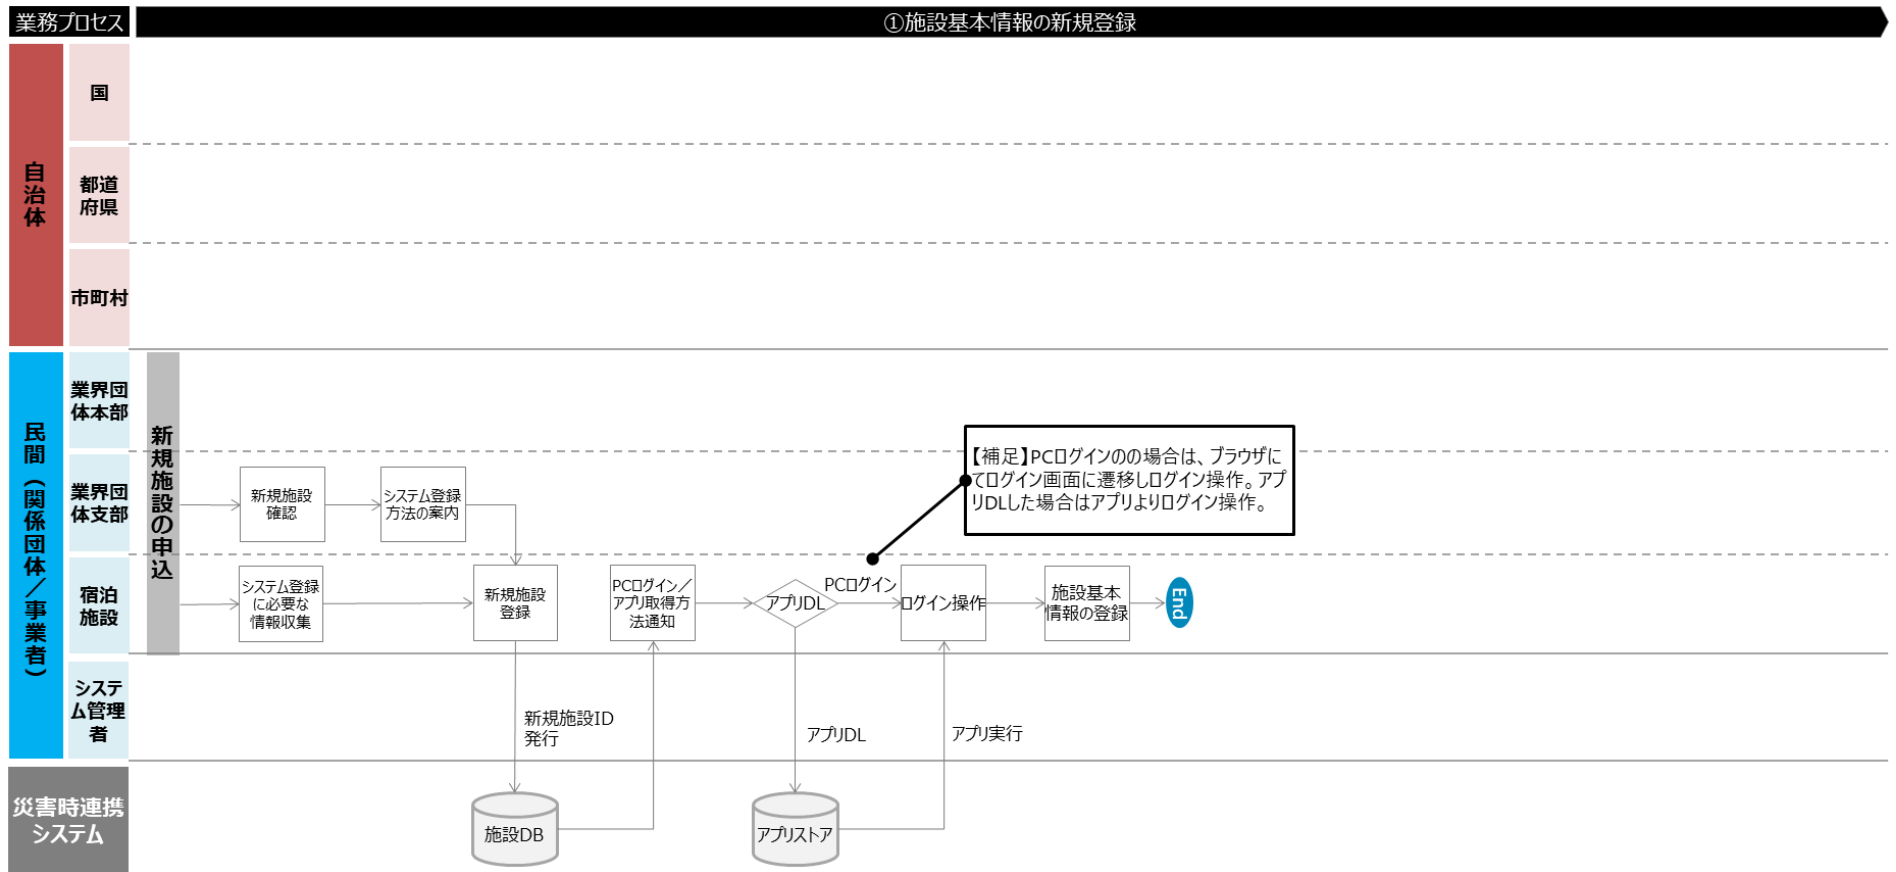 業務プロセス
①施設基本情報の新規登録
自治体
国
都道
府県
市町村
民間（関係団体／事業者）
業界団
体本部
業界団
体支部
宿泊
施設
システ
ム管理
者
災害時連携
システム
新規施設の申込
新規施設
確認
システム登録
方法の案内
システム登録
に必要な
情報収集
新規施設
登録
PCログイン／
アプリ取得方
法通知
アプリDL
PCログイン
ログイン操作
施設基本
情報の登録
End
【補足】PCログインのの場合は、ブラウザに
てログイン画面に遷移しログイン操作。アプ
リDLした場合はアプリよりログイン操作。
新規施設ID
発行
アプリDL
アプリ実行
施設DB
アプリストア